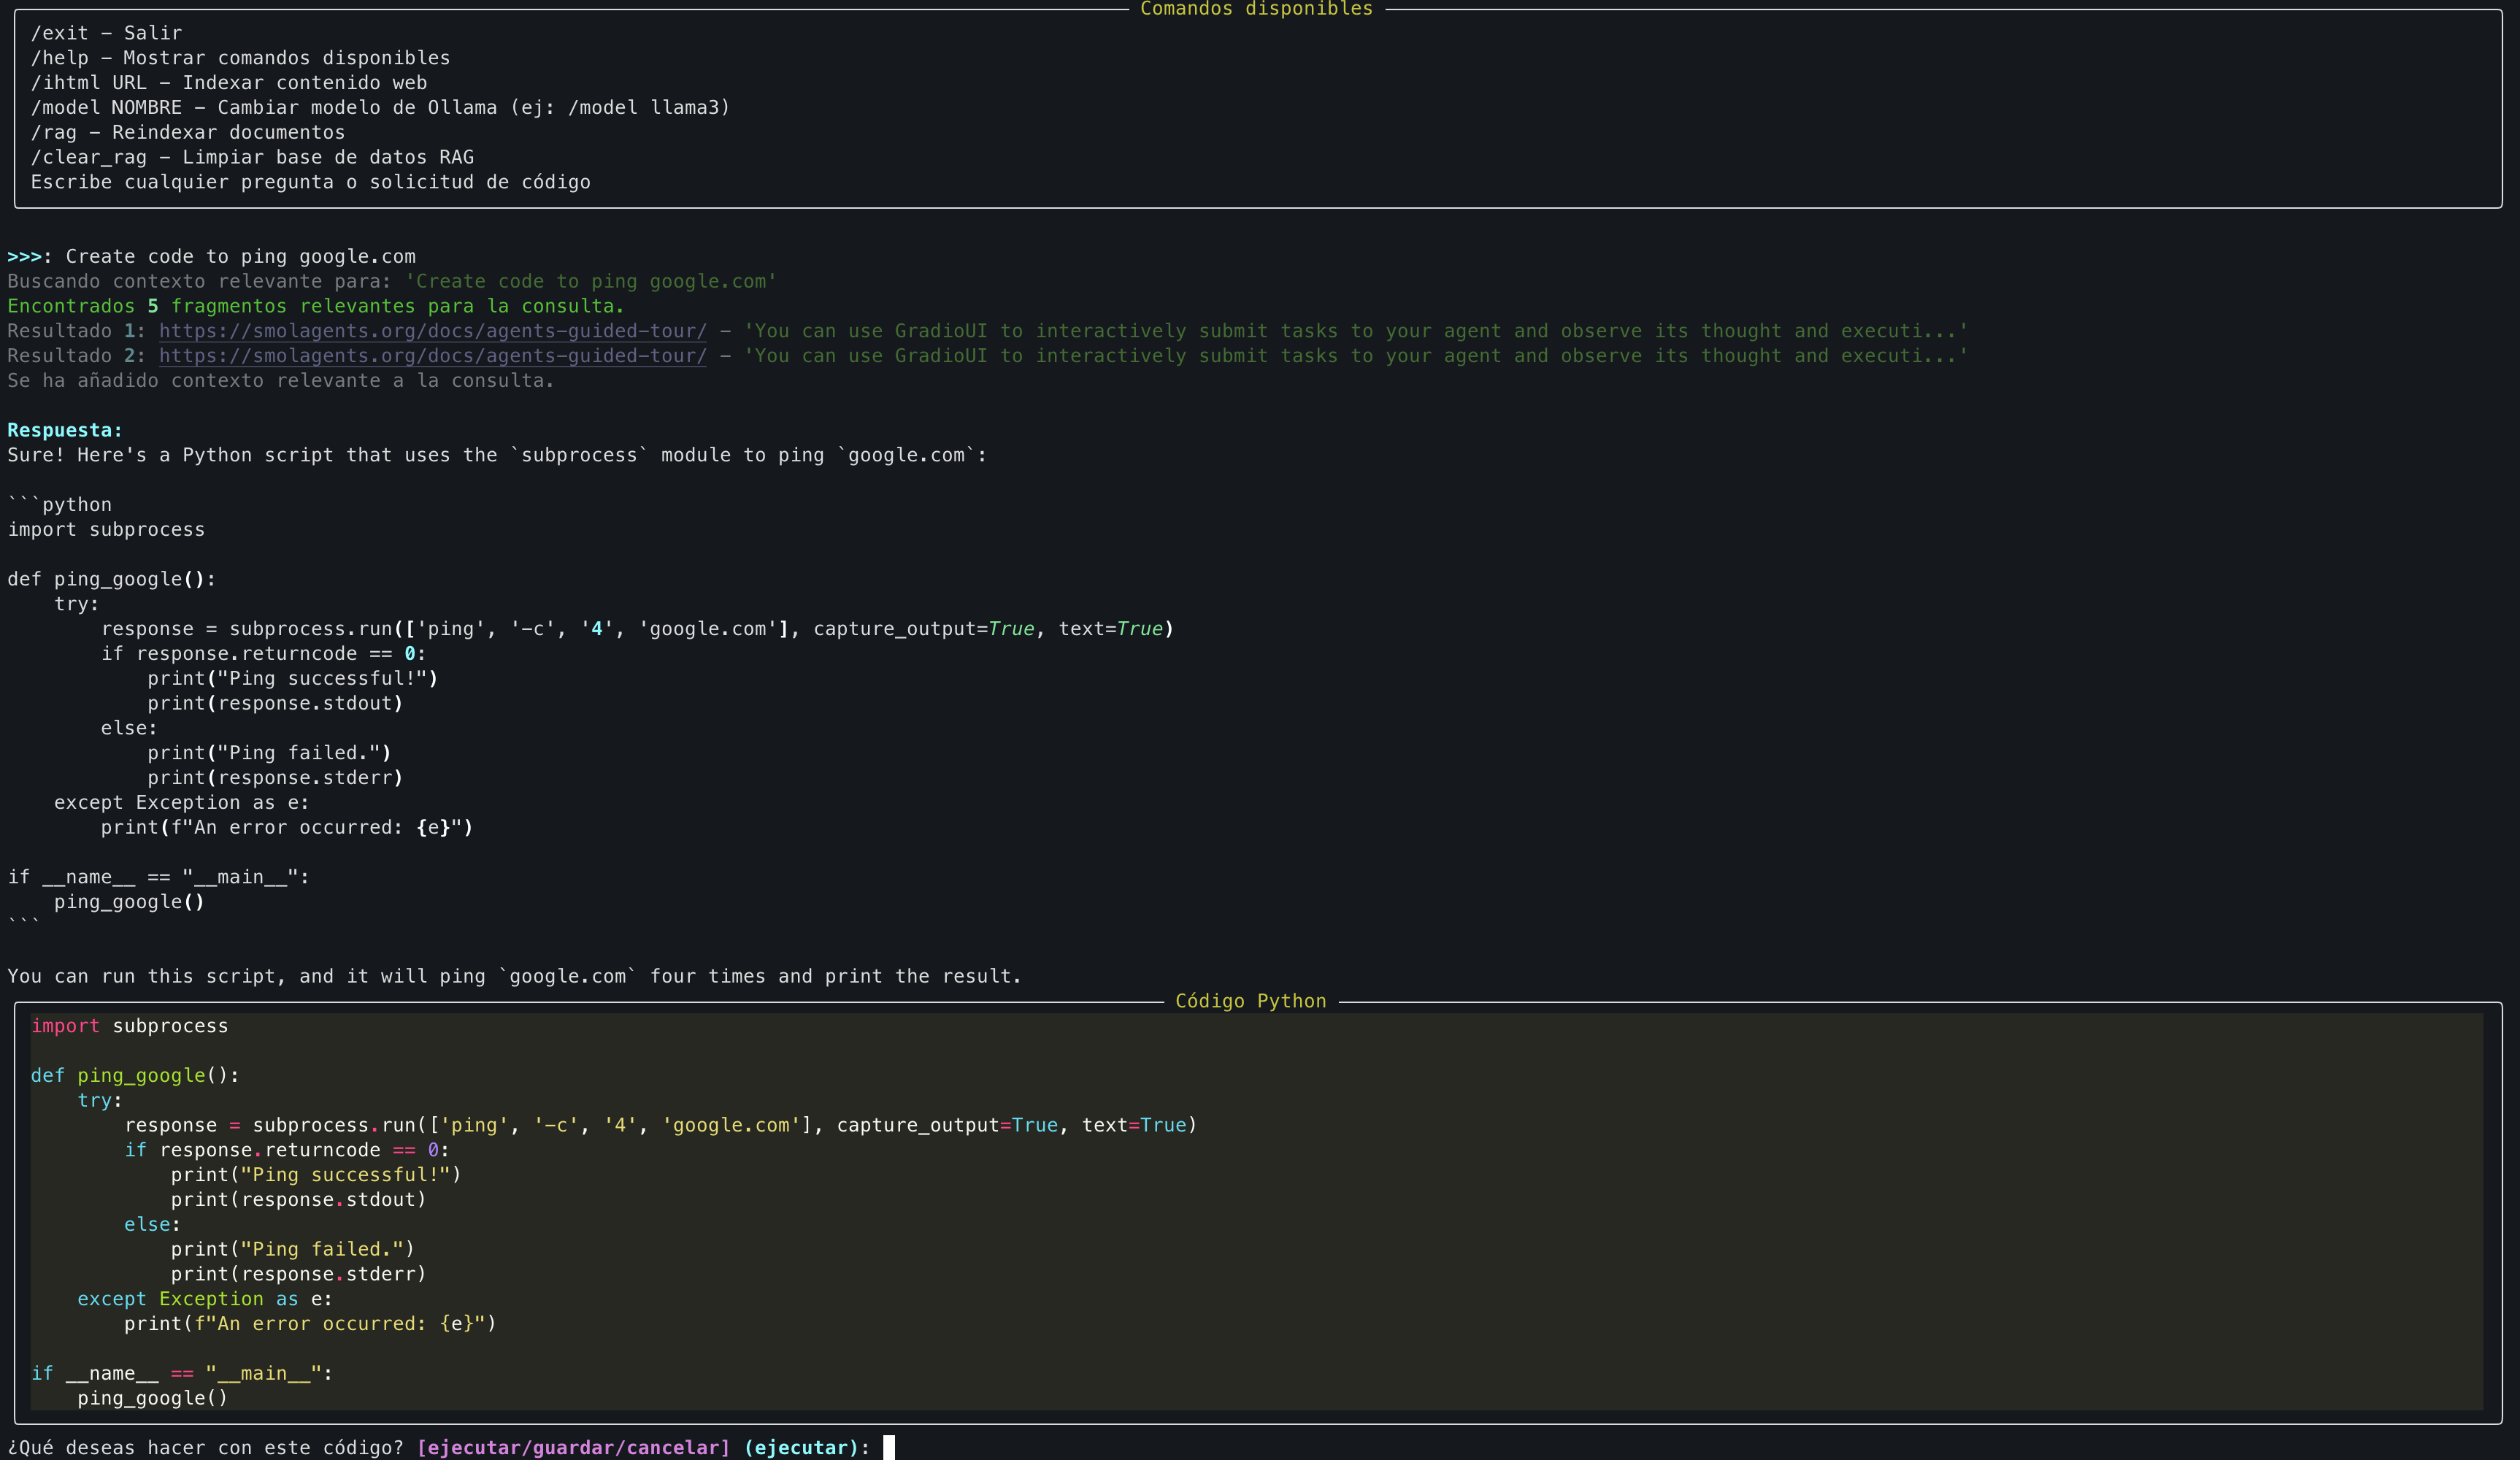 Comandos disponibles
/exit – Salir
/help – Mostrar comandos disponibles
/ihtml URL – Indexar contenido web
/model NOMBRE – Cambiar modelo de Ollama (ej: /model llama3)
/rag – Reindexar documentos
/clear_rag – Limpiar base de datos RAG
Escribe cualquier pregunta o solicitud de código
>>>: Create code to ping google.com
Buscando contexto relevante para: 'Create code to ping google.com'
Encontrados 5 fragmentos relevantes para la consulta.
Resultado 1: https://smolagents.org/docs/agents-guided-tour/ – 'You can use GradioUI to interactively submit tasks to your agent and observe its thought and executi...'
Resultado 2: https://smolagents.org/docs/agents-guided-tour/ – 'You can use GradioUI to interactively submit tasks to your agent and observe its thought and executi...'
Se ha añadido contexto relevante a la consulta.
Respuesta:
Sure! Here's a Python script that uses the `subprocess` module to ping `google.com`:
```python
import subprocess
def ping_google():
    try:
        response = subprocess.run(['ping', '-c', '4', 'google.com'], capture_output=True, text=True)
        if response.returncode == 0:
            print("Ping successful!")
            print(response.stdout)
        else:
            print("Ping failed.")
            print(response.stderr)
    except Exception as e:
        print(f"An error occurred: {e}")
if __name__ == "__main__":
    ping_google()
```
You can run this script, and it will ping `google.com` four times and print the result.
Código Python
import subprocess
def ping_google():
    try:
        response = subprocess.run(['ping', '-c', '4', 'google.com'], capture_output=True, text=True)
        if response.returncode == 0:
            print("Ping successful!")
            print(response.stdout)
        else:
            print("Ping failed.")
            print(response.stderr)
    except Exception as e:
        print(f"An error occurred: {e}")
if __name__ == "__main__":
    ping_google()
¿Qué deseas hacer con este código? [ejecutar/guardar/cancelar] (ejecutar):